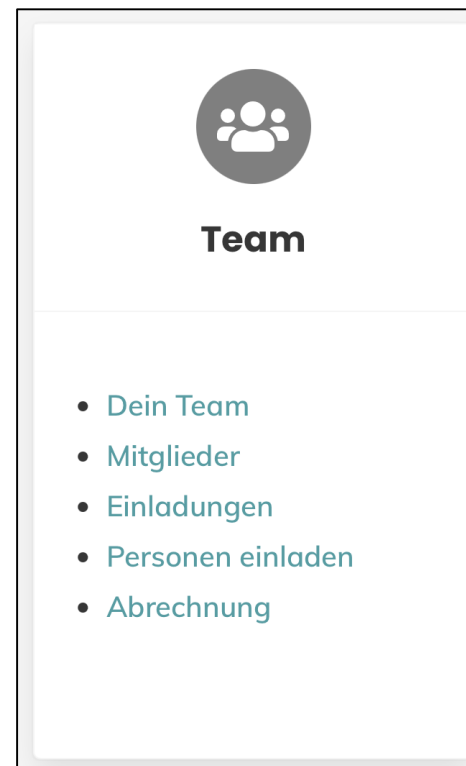 Team
Dein Team
Mitglieder
Einladungen
Personen einladen
Abrechnung